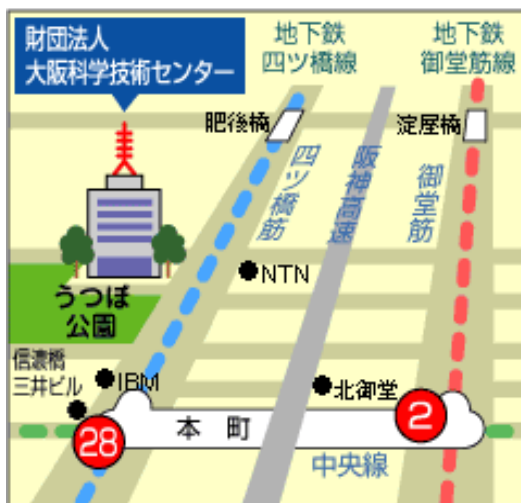 財団法人
大阪科学技術センター
地下鉄
四ツ橋線
地下鉄
御堂筋線
肥後橋
淀屋橋
四ツ橋筋
阪神高速
御堂筋
NTN
うつぼ
公園
信濃橋
三井ビル
IBM
北御堂
2
28
本町
中央線